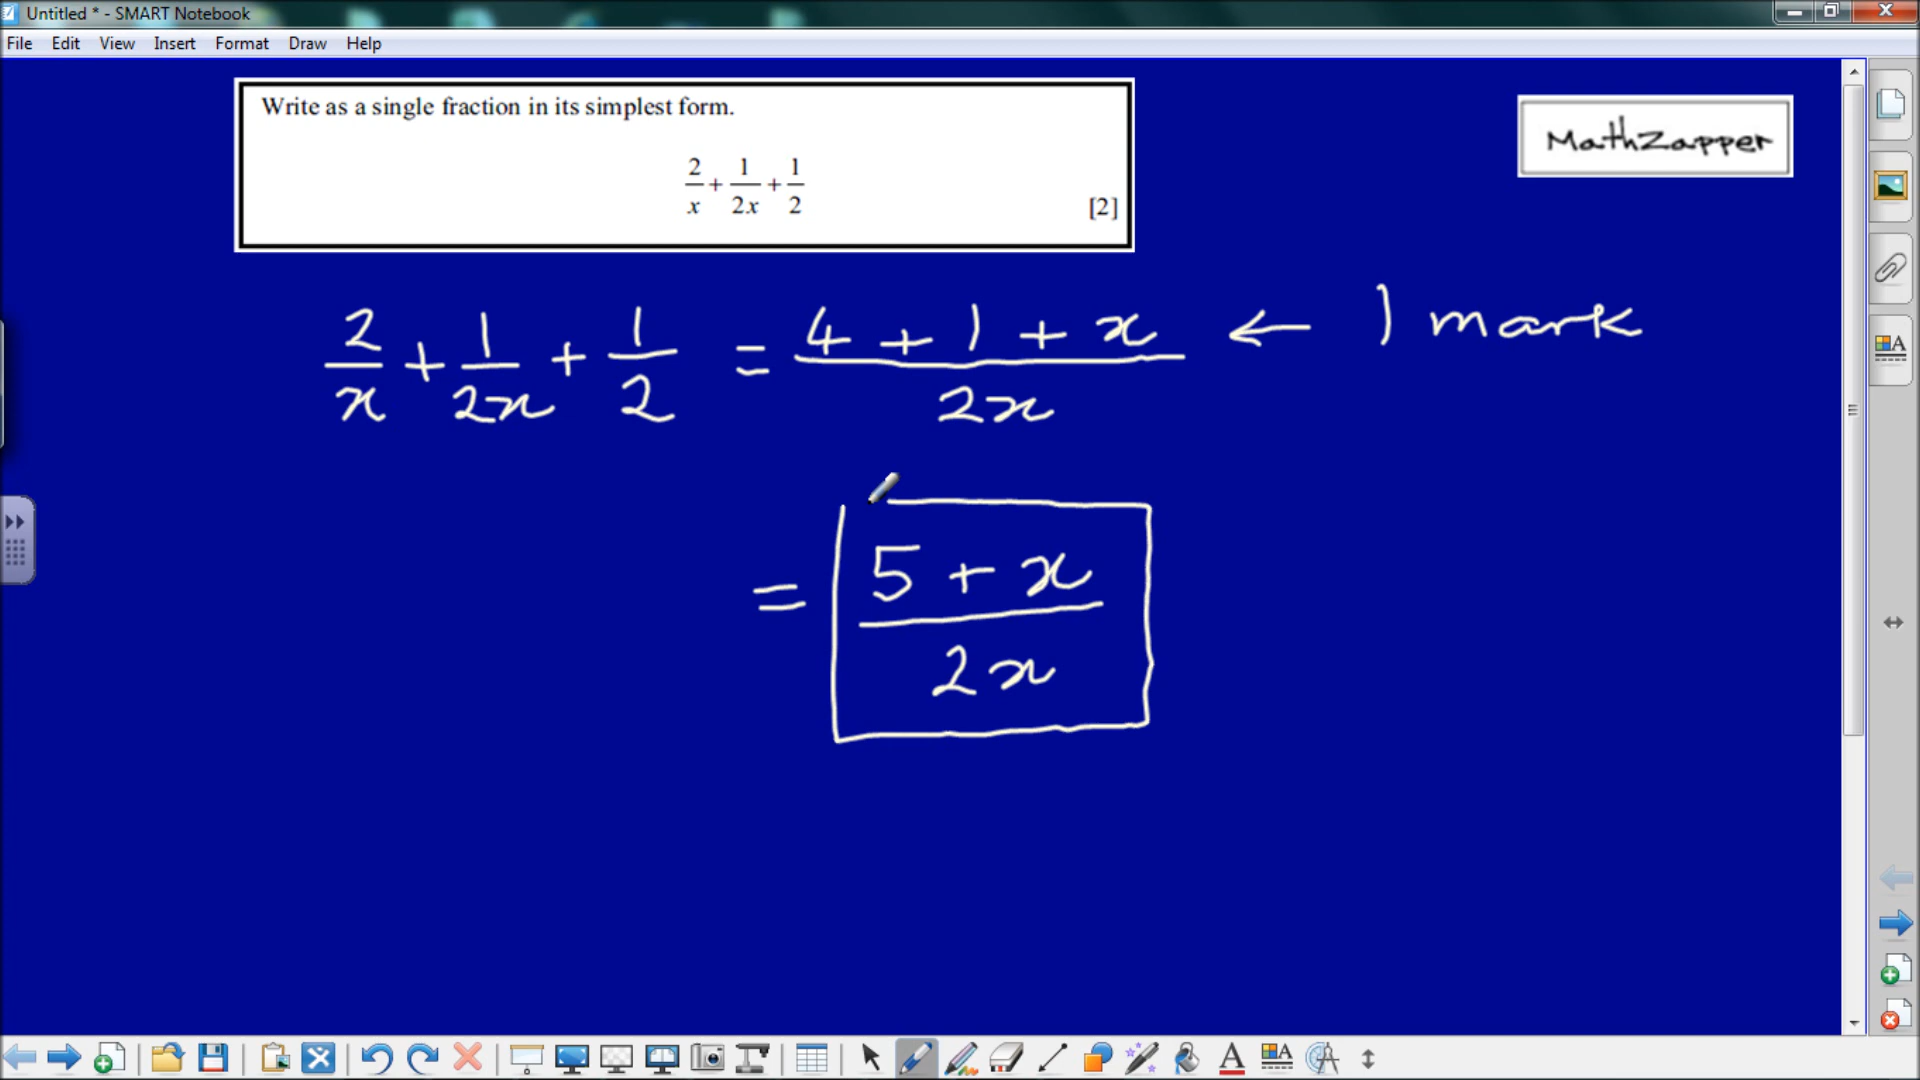 Untitled * - SMART Notebook
File Edit View Insert Format Draw Help
Write as a single fraction in its simplest form.
2/x + 1/2x + 1/2
[2]
MathZapper
2/x + 1/2x + 1/2 = 4 + 1 + x/2x ← 1 mark
= 5 + x/2x